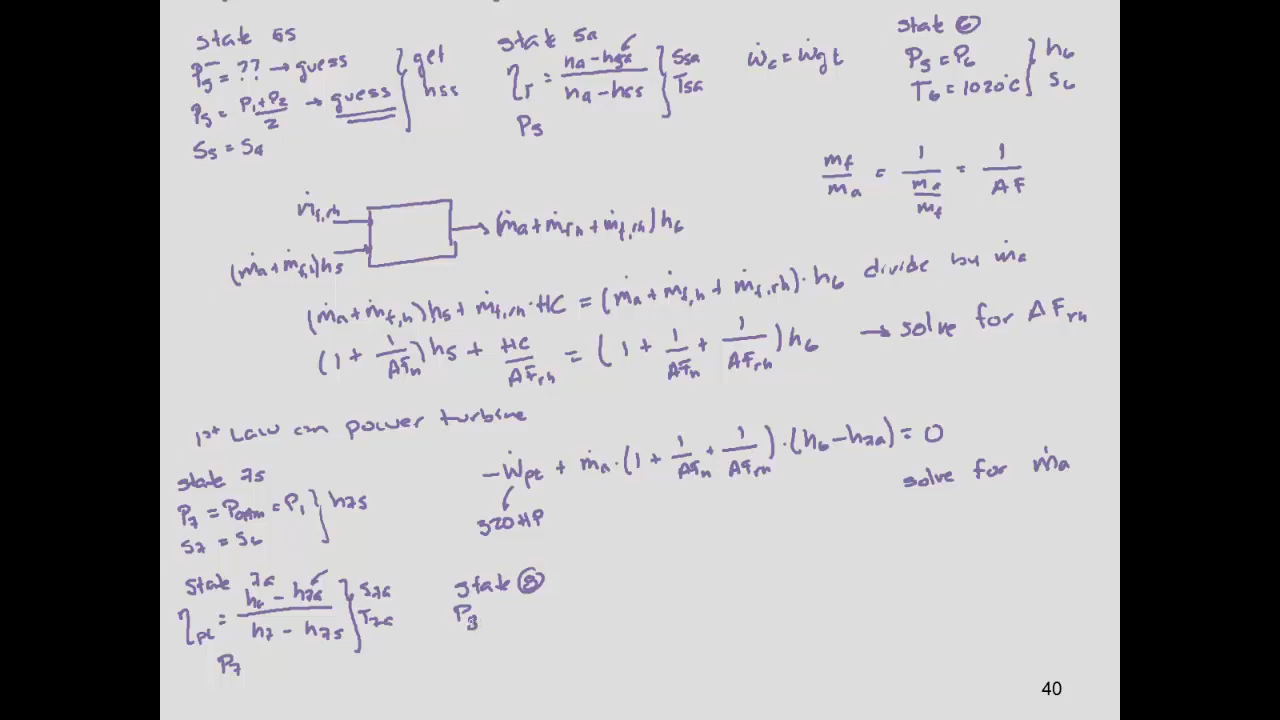 state 5s
P5 = ?? → guess
P5 = (P1+P2)/2 → guess
S5 = S4
get
h5s
state 5a
ηT = (h4 - h5a)/(h4 - h5s)
P5
S5a
T5a
Ẇc = Ẇgt
state ⑥
P5 = P6
T6 = 1020°C
h6
S6
ṁf/ṁa = 1/(ṁa/ṁf) = 1/AF
ṁf,rh
(ṁa+ṁf,h)h5
(ṁa+ṁf,h+ṁf,rh)h6
(ṁa+ṁf,h)h5 + ṁf,rh·HC = (ṁa+ṁf,h+ṁf,rh)·h6 divide by ṁa
(1 + 1/AFh)h5 + HC/AFrh = (1 + 1/AFh + 1/AFrh)h6 → solve for AFrh
1st Law on power turbine
-Ẇpt + ṁa·(1 + 1/AFh + 1/AFrh)·(h6-h7a) = 0
320HP
solve for ṁa
state 7s
P7 = Patm = P1
S7 = S6
h7s
state 7a
ηpt = (h6 - h7a)/(h7 - h7s)
P7
S7a
T7a
state ⑧
P3
40